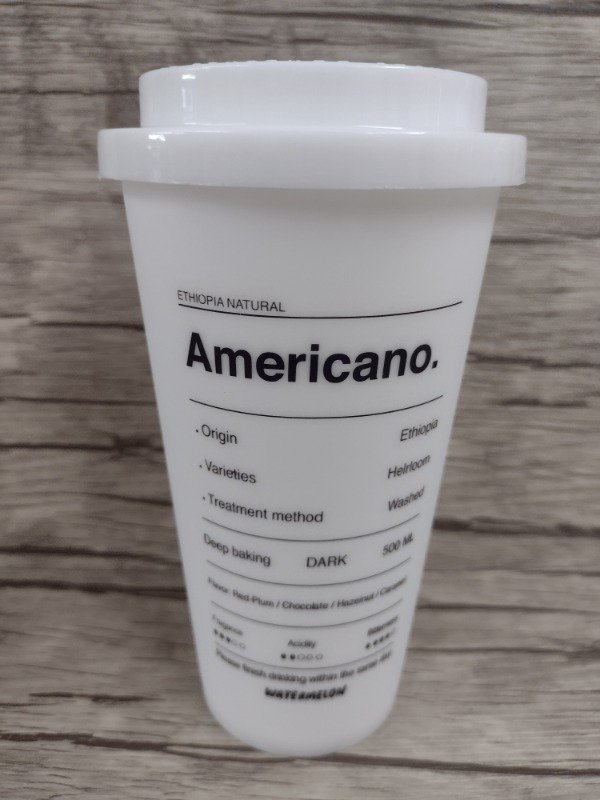 ETHIOPIA NATURAL
Americano.
· Origin Ethiopia
· Varieties Heirloom
· Treatment method Washed
Deep baking DARK 500 ML
Flavor: Red-Plum / Chocolate / Hazelnut / Caramel
Fragrance Acidity Bitterness
Please finish drinking within the same day
WATERMELON